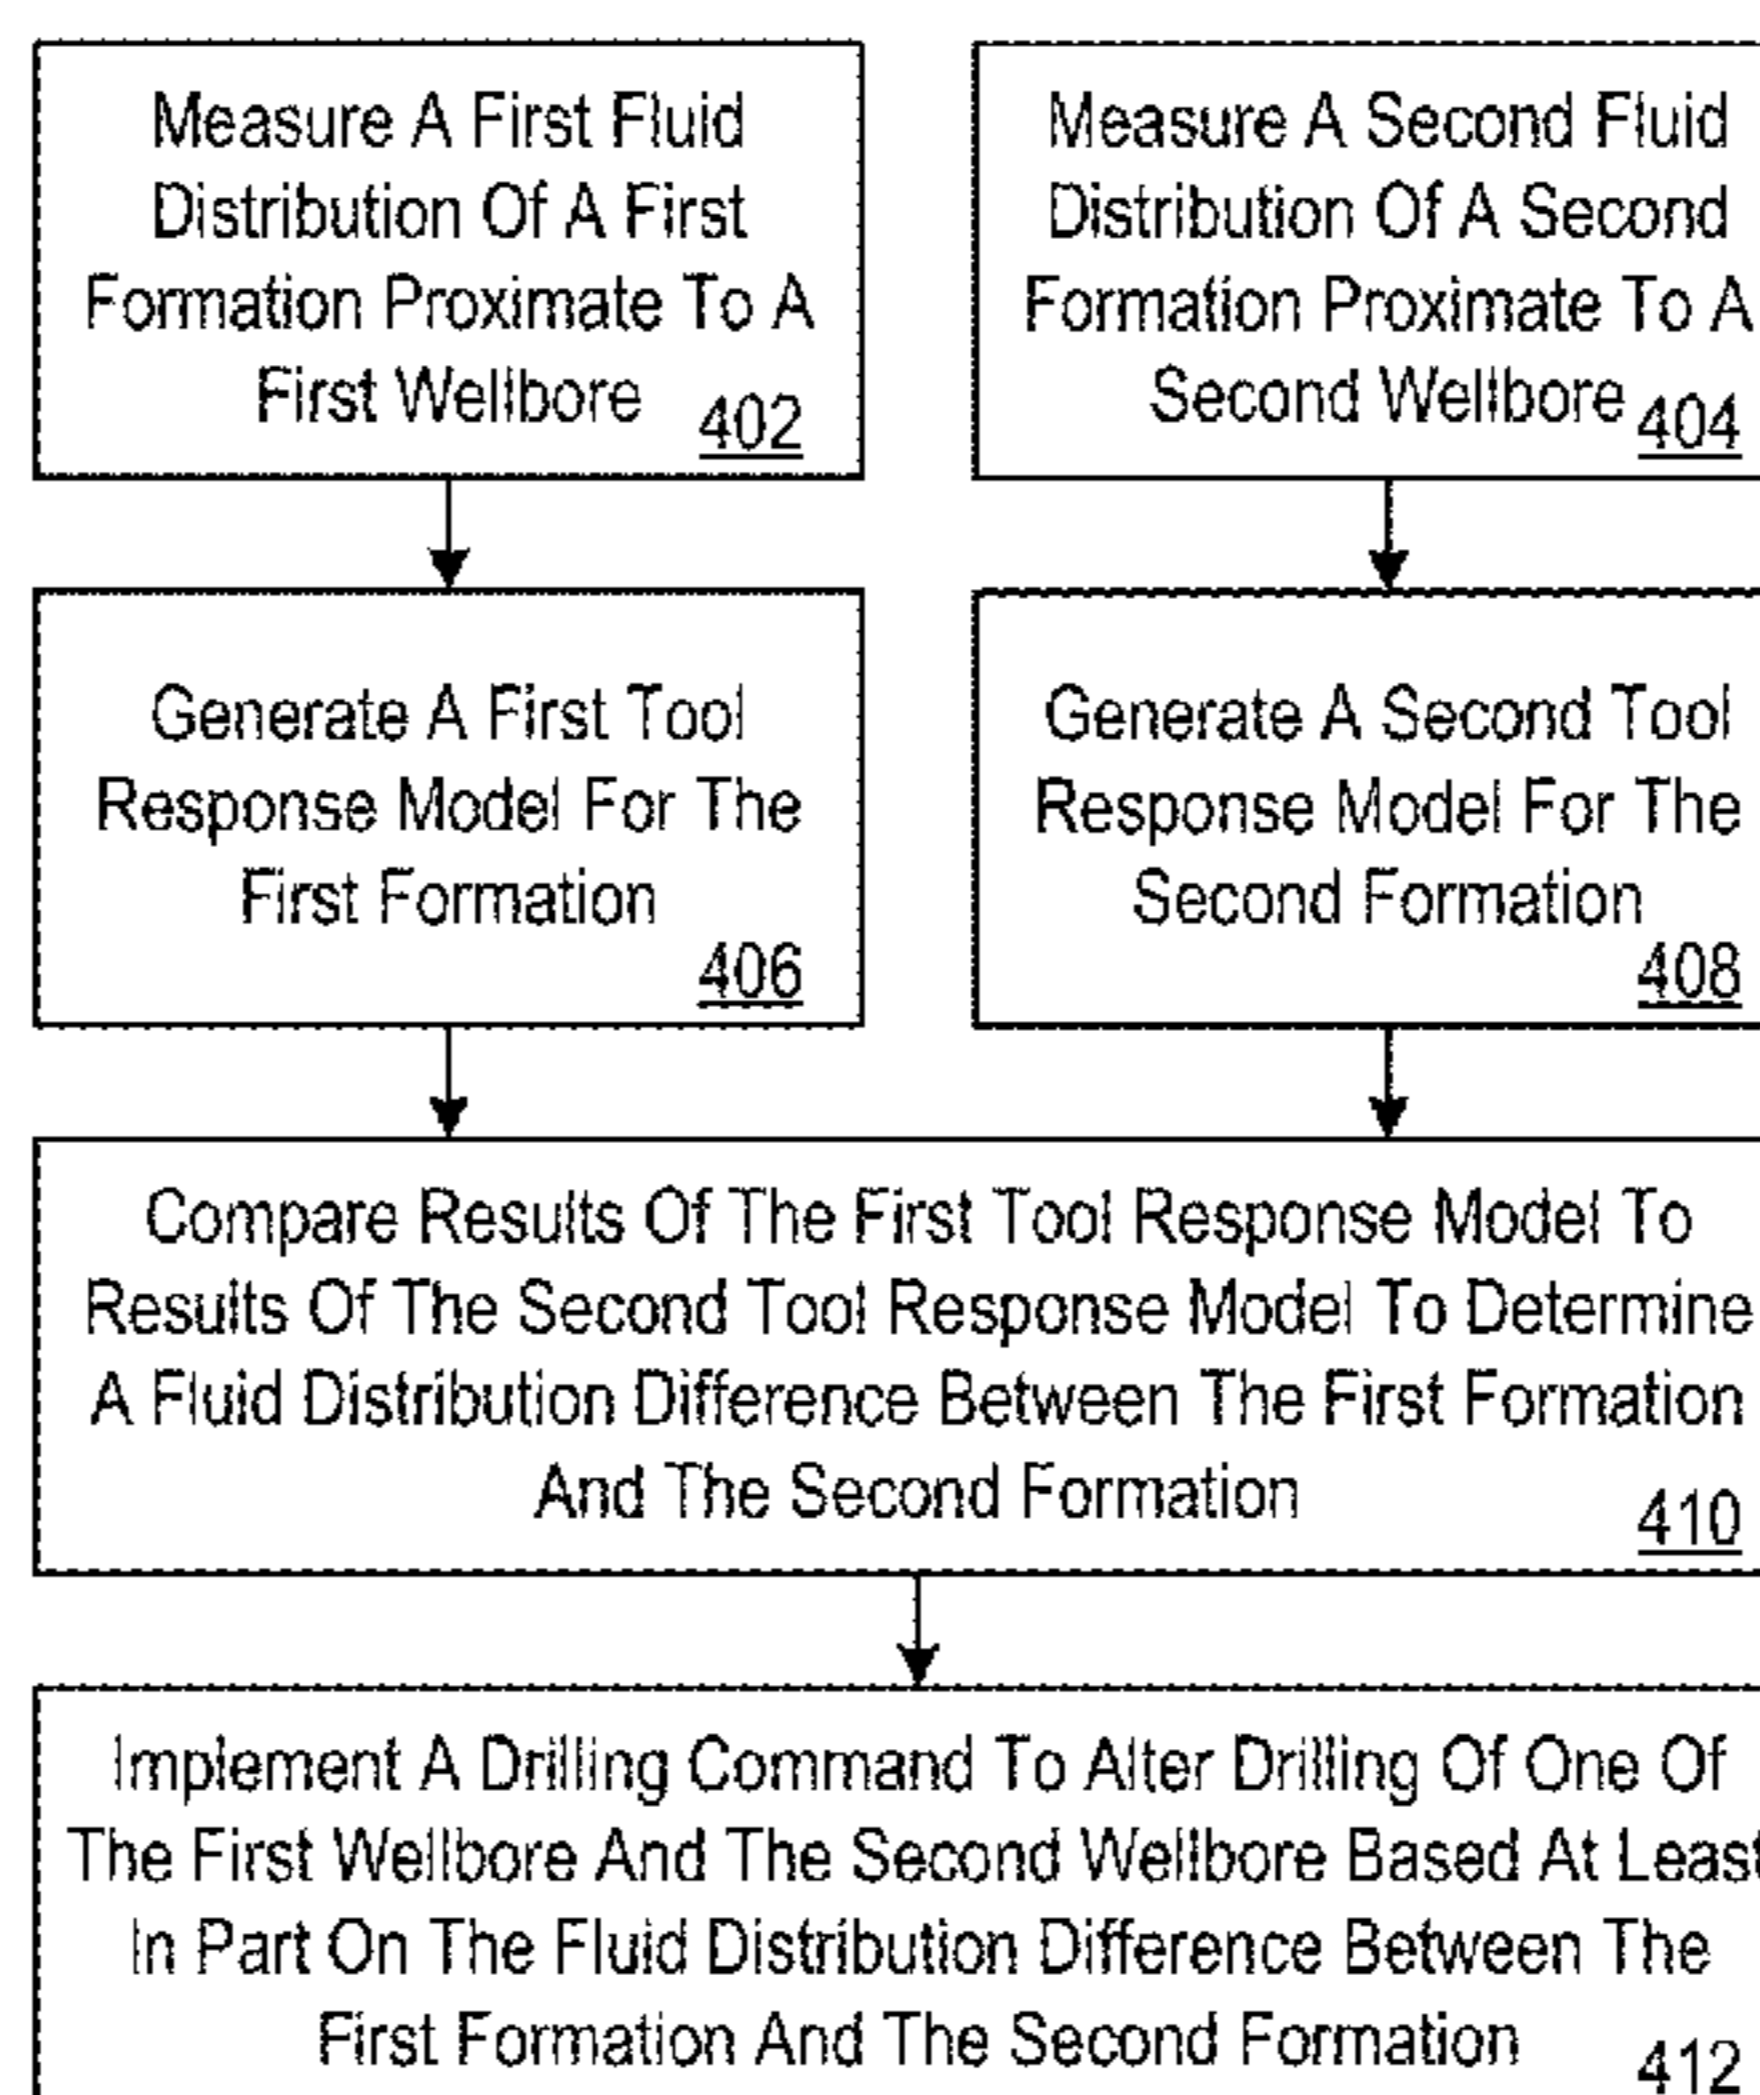 Measure A First Fluid
Distribution Of A First
Formation Proximate To A
First Wellbore
402
Measure A Second Fluid
Distribution Of A Second
Formation Proximate To A
Second Wellbore
404
Generate A First Tool
Response Model For The
First Formation
406
Generate A Second Tool
Response Model For The
Second Formation
408
Compare Results Of The First Tool Response Model To
Results Of The Second Tool Response Model To Determine
A Fluid Distribution Difference Between The First Formation
And The Second Formation
410
Implement A Drilling Command To Alter Drilling Of One Of
The First Wellbore And The Second Wellbore Based At Least
In Part On The Fluid Distribution Difference Between The
First Formation And The Second Formation
412